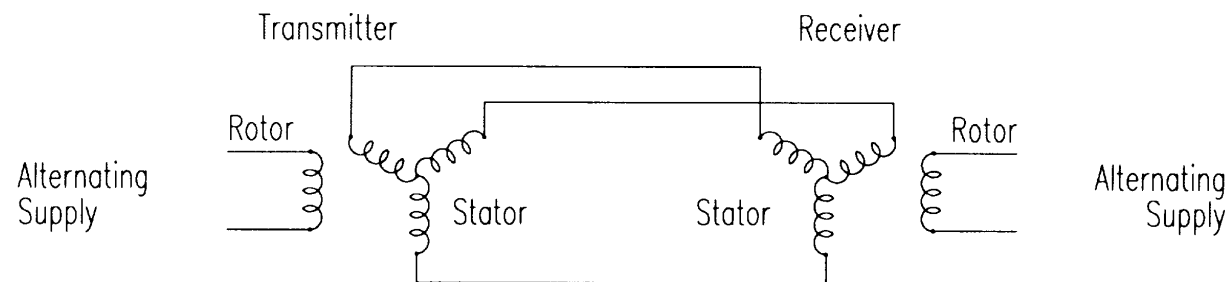 Transmitter
Receiver
Rotor
Rotor
Alternating
Supply
Stator
Stator
Alternating
Supply